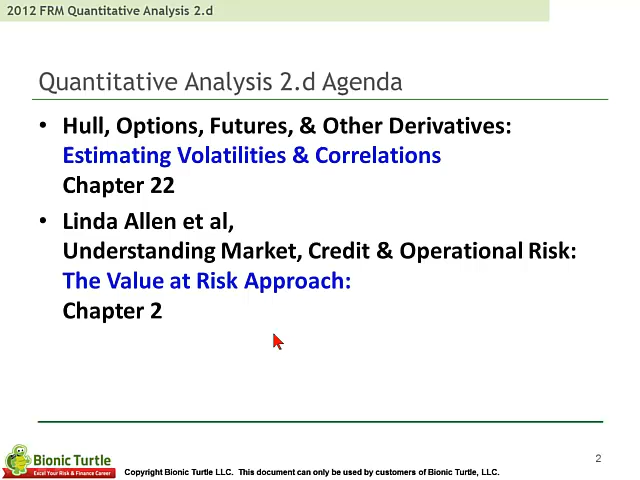 2012 FRM Quantitative Analysis 2.d
Quantitative Analysis 2.d Agenda
• Hull, Options, Futures, & Other Derivatives:
Estimating Volatilities & Correlations
Chapter 22
• Linda Allen et al,
Understanding Market, Credit & Operational Risk:
The Value at Risk Approach:
Chapter 2
2
Bionic Turtle
Excel Your Risk & Finance Career
Copyright Bionic Turtle LLC. This document can only be used by customers of Bionic Turtle, LLC.